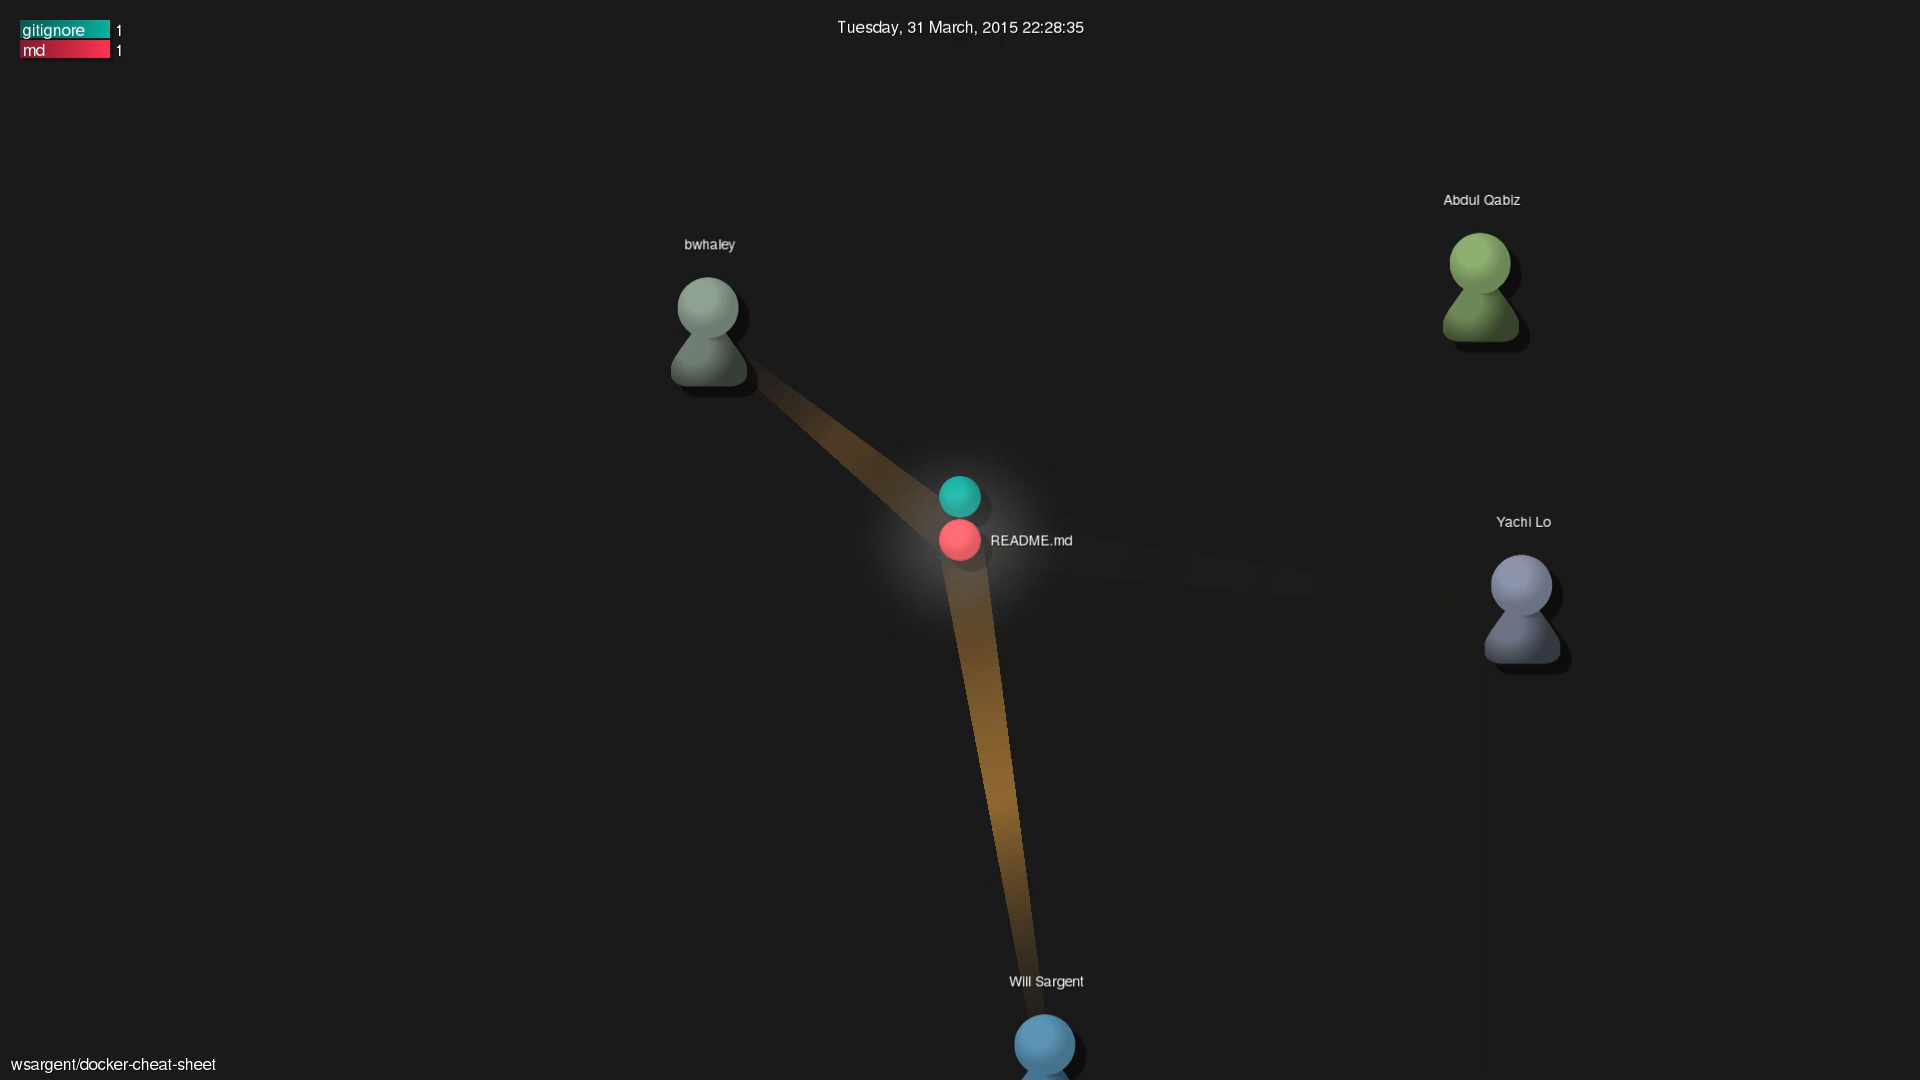 gitignore 1
md 1
Tuesday, 31 March, 2015 22:28:35
Abdul Qabiz
bwhaley
Yachi Lo
README.md
Will Sargent
wsargent/docker-cheat-sheet